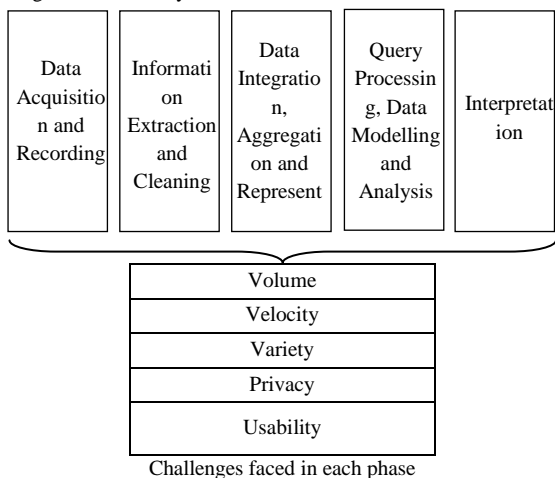 Data
Acquisitio
n and
Recording
Informati
on
Extraction
and
Cleaning
Data
Integratio
n,
Aggregati
on and
Represent
Query
Processin
g, Data
Modelling
and
Analysis
Interpretat
ion
Volume
Velocity
Variety
Privacy
Usability
Challenges faced in each phase